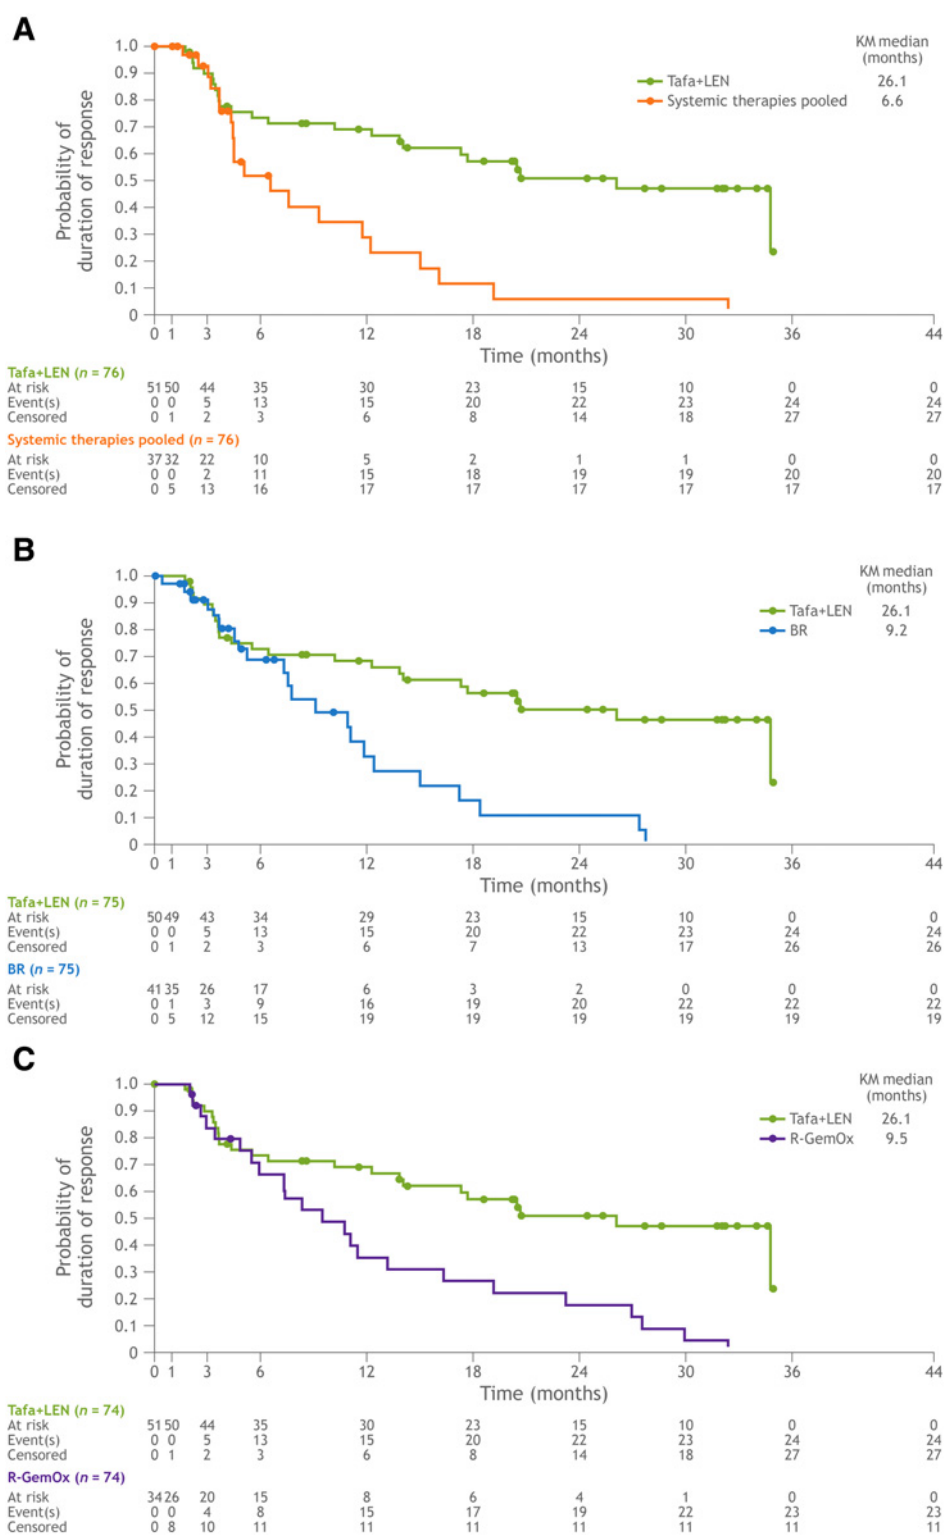 A
KM median
(months)
Tafa+LEN 26.1
Systemic therapies pooled 6.6
Probability of
duration of response
1.0
0.9
0.8
0.7
0.6
0.5
0.4
0.3
0.2
0.1
0
0 1 3 6 12 18 24 30 36 44
Time (months)
Tafa+LEN (n = 76)
At risk 51 50 44 35 30 23 15 10 0 0
Event(s) 0 0 5 13 15 20 22 23 24 24
Censored 0 1 2 3 6 8 14 18 27 27
Systemic therapies pooled (n = 76)
At risk 37 32 22 10 5 2 1 1 0 0
Event(s) 0 0 2 11 15 18 19 19 20 20
Censored 0 5 13 16 17 17 17 17 17 17
B
KM median
(months)
Tafa+LEN 26.1
BR 9.2
Probability of
duration of response
1.0
0.9
0.8
0.7
0.6
0.5
0.4
0.3
0.2
0.1
0
0 1 3 6 12 18 24 30 36 44
Time (months)
Tafa+LEN (n = 75)
At risk 50 49 43 34 29 23 15 10 0 0
Event(s) 0 0 5 13 15 20 22 23 24 24
Censored 0 1 2 3 6 7 13 17 26 26
BR (n = 75)
At risk 41 35 26 17 6 3 2 0 0 0
Event(s) 0 1 3 9 16 19 20 22 22 22
Censored 0 5 12 15 19 19 19 19 19 19
C
KM median
(months)
Tafa+LEN 26.1
R-GemOx 9.5
Probability of
duration of response
1.0
0.9
0.8
0.7
0.6
0.5
0.4
0.3
0.2
0.1
0
0 1 3 6 12 18 24 30 36 44
Time (months)
Tafa+LEN (n = 74)
At risk 51 50 44 35 30 23 15 10 0 0
Event(s) 0 0 5 13 15 20 22 23 24 24
Censored 0 1 2 3 6 8 14 18 27 27
R-GemOx (n = 74)
At risk 34 26 20 15 8 6 4 1 0 0
Event(s) 0 0 4 8 15 17 19 22 23 23
Censored 0 8 10 11 11 11 11 11 11 11